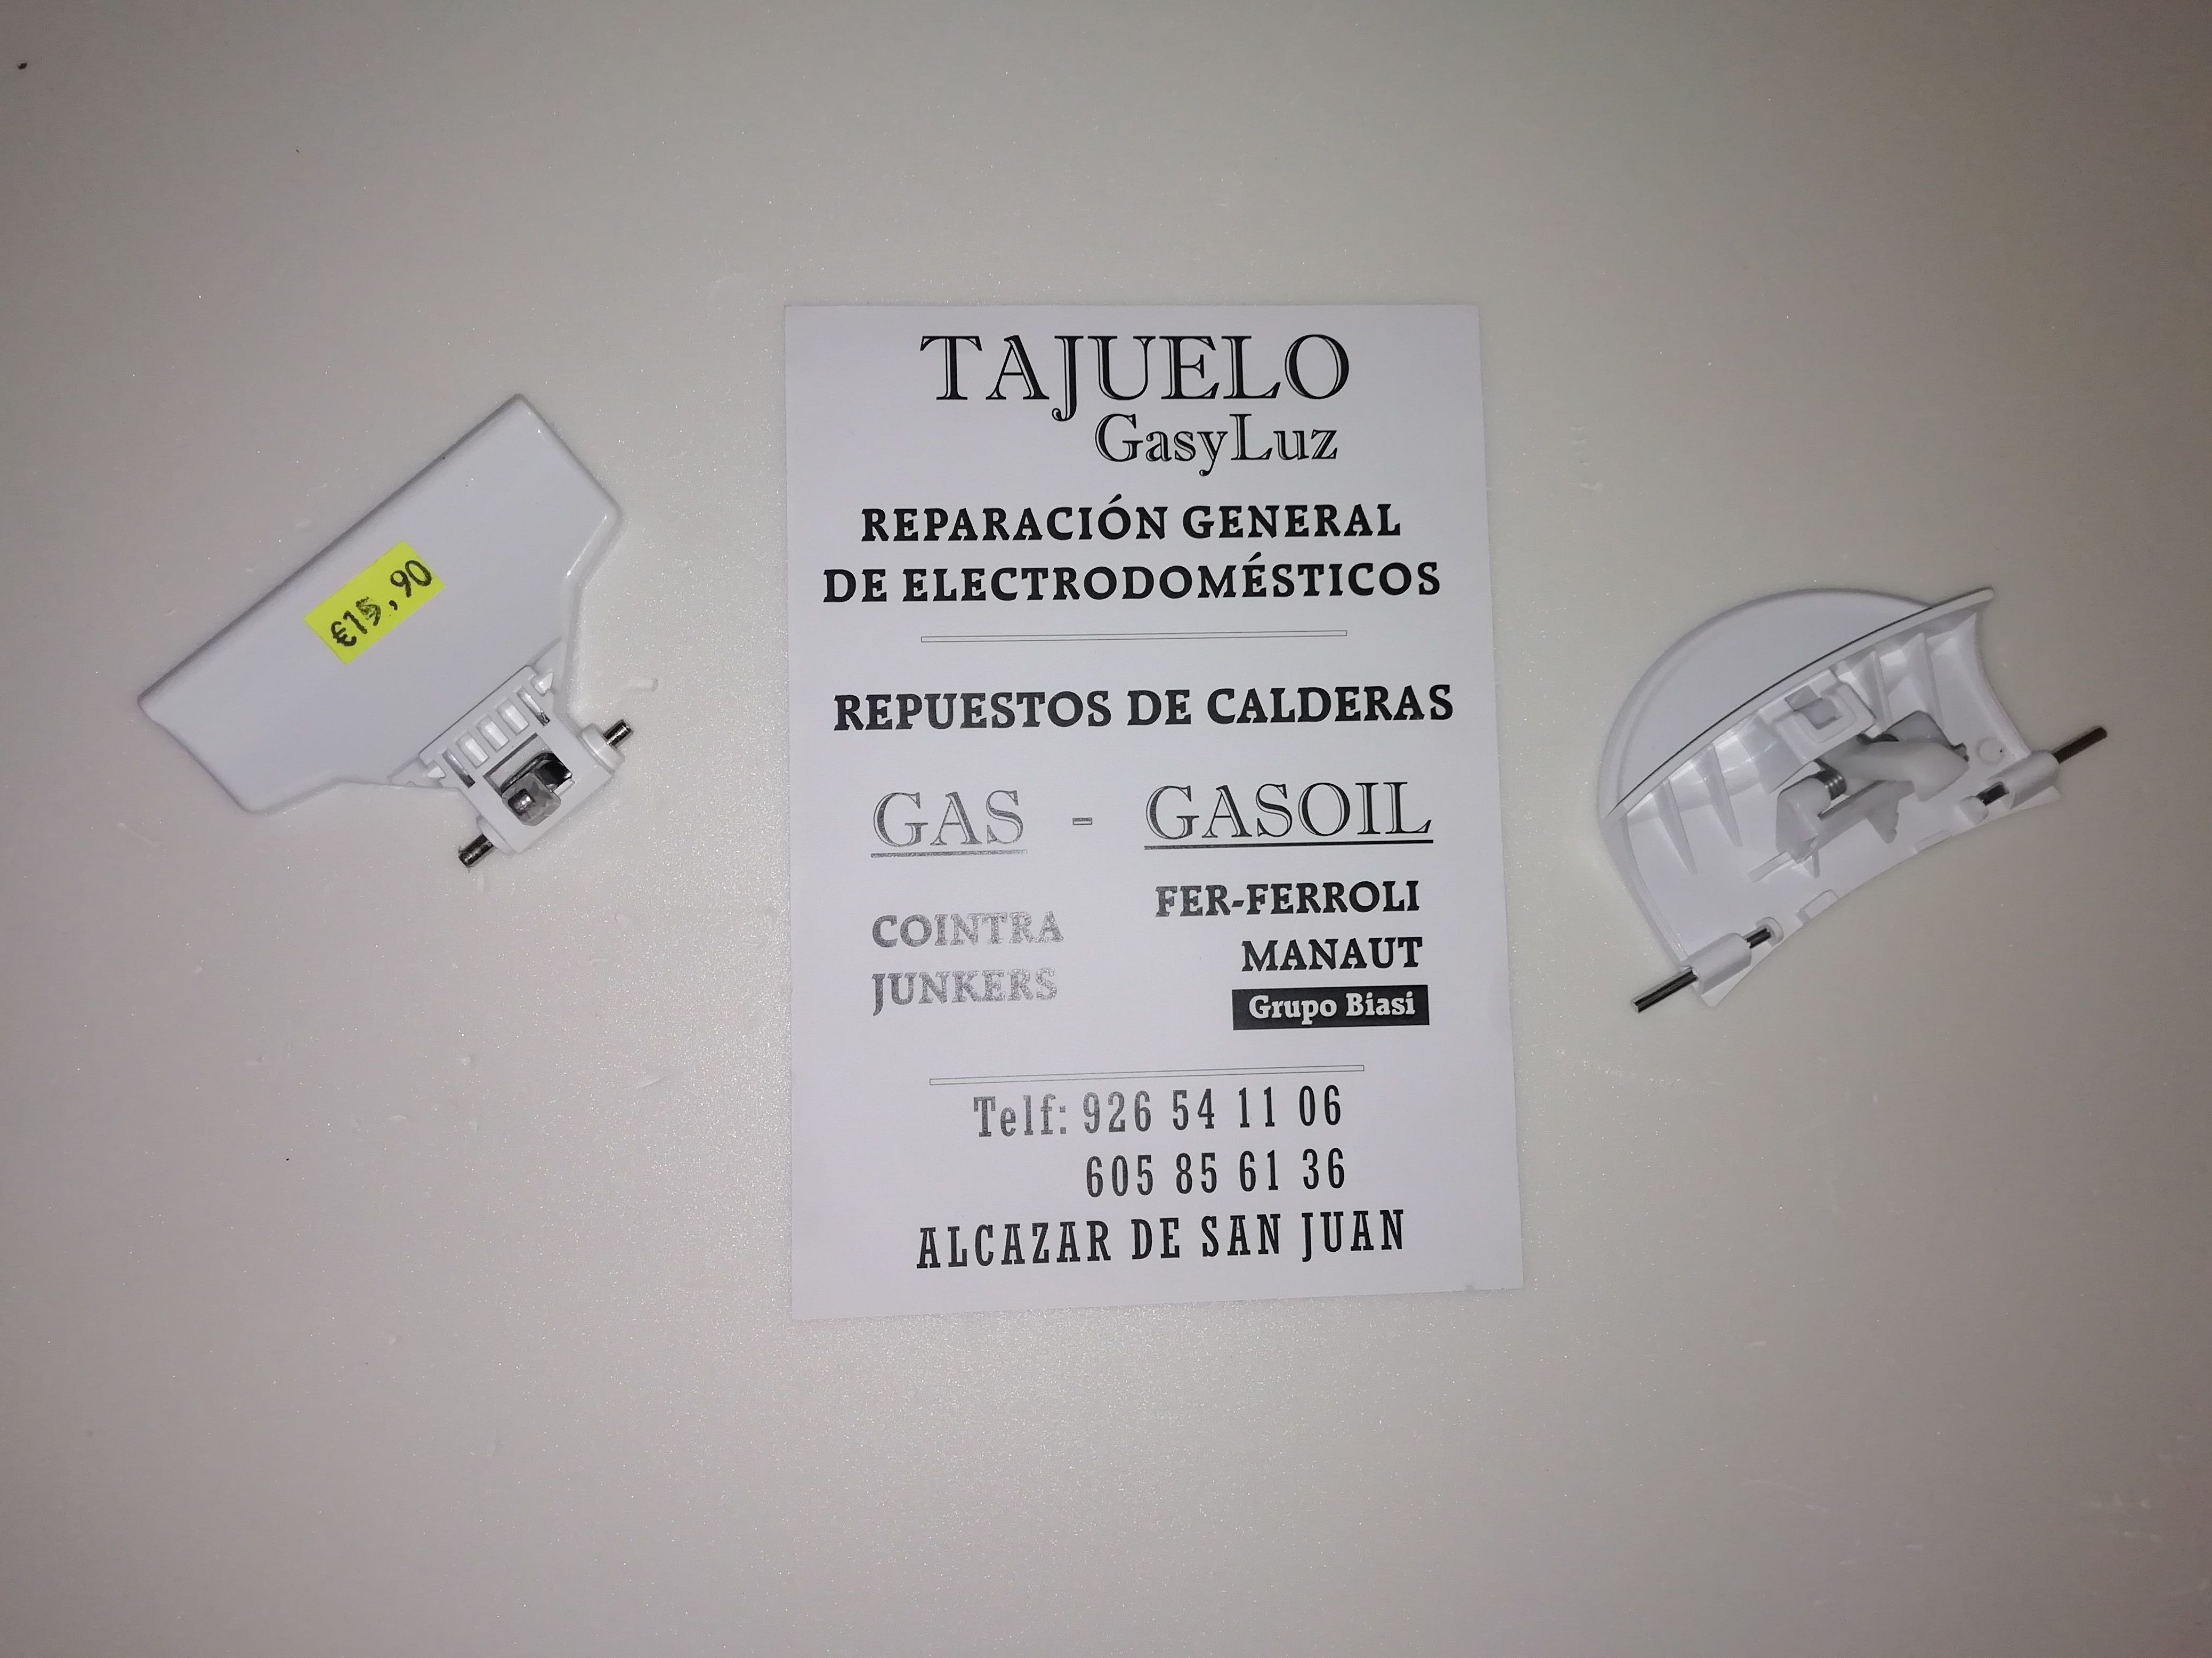 €15,90
TAJUELO
GasyLuz
REPARACIÓN GENERAL
DE ELECTRODOMÉSTICOS
REPUESTOS DE CALDERAS
GAS - GASOIL
COINTRA
JUNKERS
FER-FERROLI
MANAUT
Grupo Biasi
Telf: 926 54 11 06
605 85 61 36
ALCAZAR DE SAN JUAN